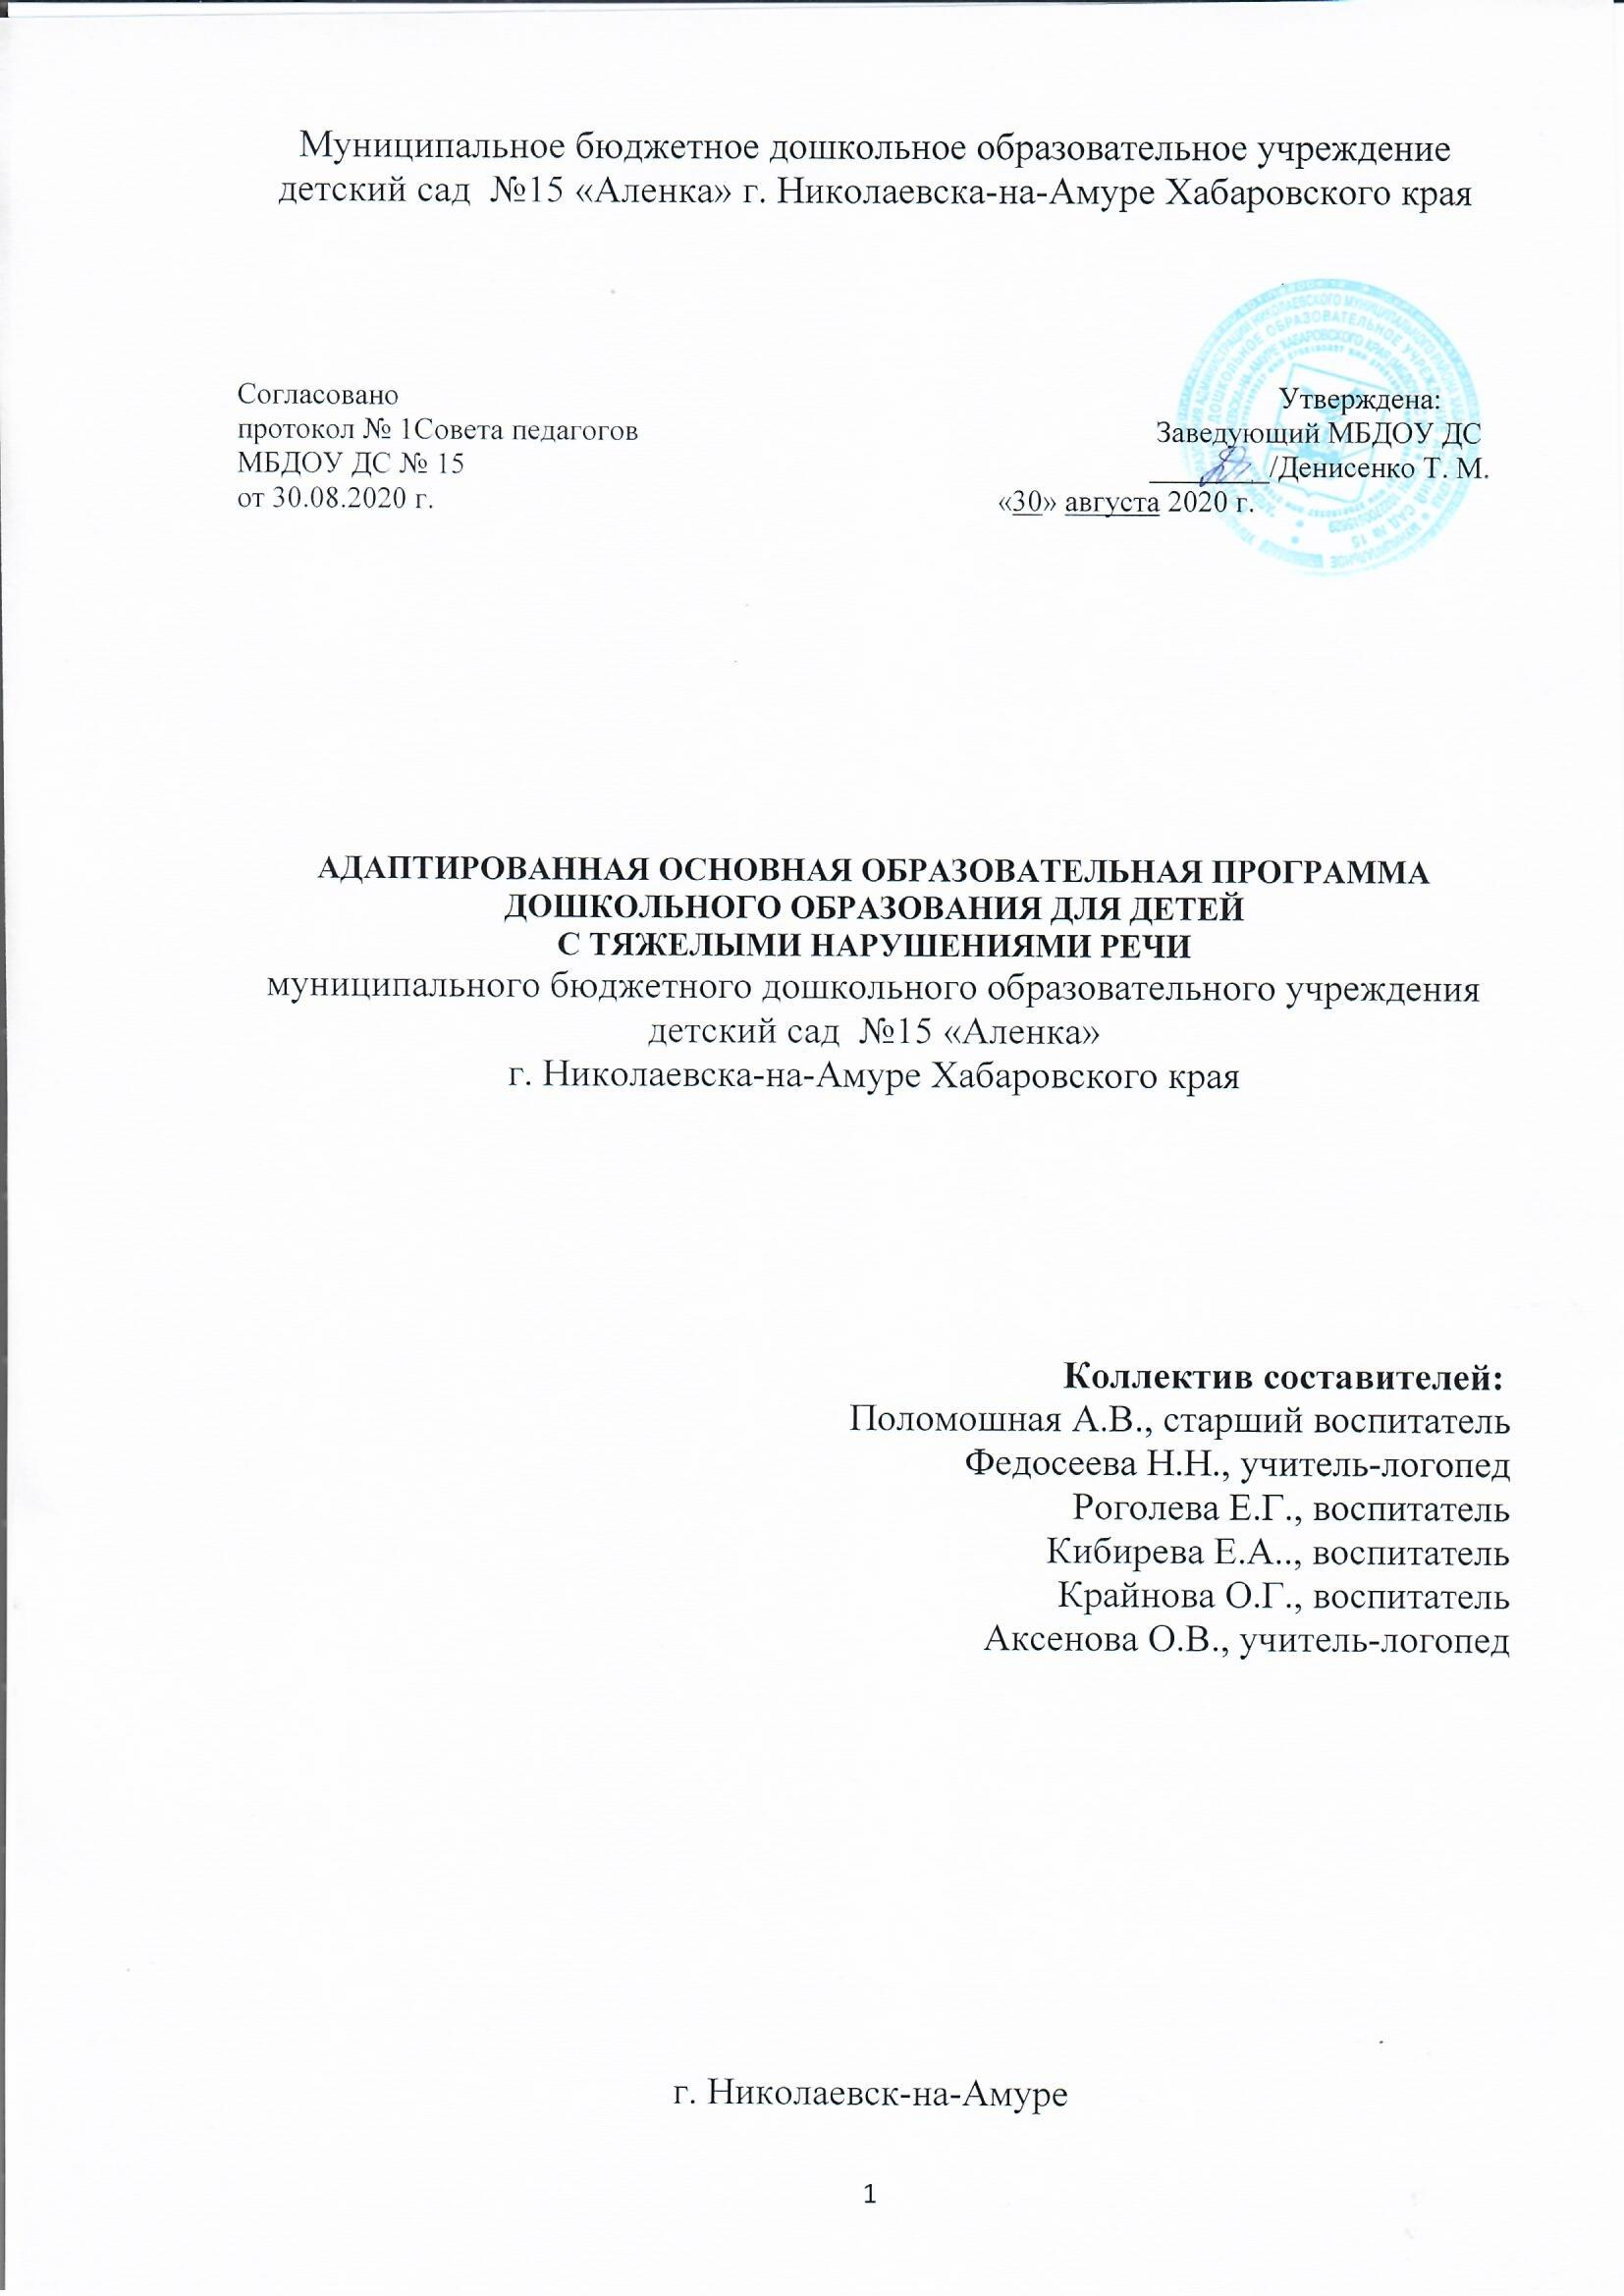 Муниципальное бюджетное дошкольное образовательное учреждение
детский сад №15 «Аленка» г. Николаевска-на-Амуре Хабаровского края
Согласовано
протокол № 1Совета педагогов
МБДОУ ДС № 15
от 30.08.2020 г.
Утверждена:
Заведующий МБДОУ ДС
________/Денисенко Т. М.
«30» августа 2020 г.
АДАПТИРОВАННАЯ ОСНОВНАЯ ОБРАЗОВАТЕЛЬНАЯ ПРОГРАММА
ДОШКОЛЬНОГО ОБРАЗОВАНИЯ ДЛЯ ДЕТЕЙ
С ТЯЖЕЛЫМИ НАРУШЕНИЯМИ РЕЧИ
муниципального бюджетного дошкольного образовательного учреждения
детский сад №15 «Аленка»
г. Николаевска-на-Амуре Хабаровского края
Коллектив составителей:
Поломошная А.В., старший воспитатель
Федосеева Н.Н., учитель-логопед
Роголева Е.Г., воспитатель
Кибирева Е.А.., воспитатель
Крайнова О.Г., воспитатель
Аксенова О.В., учитель-логопед
г. Николаевск-на-Амуре
1